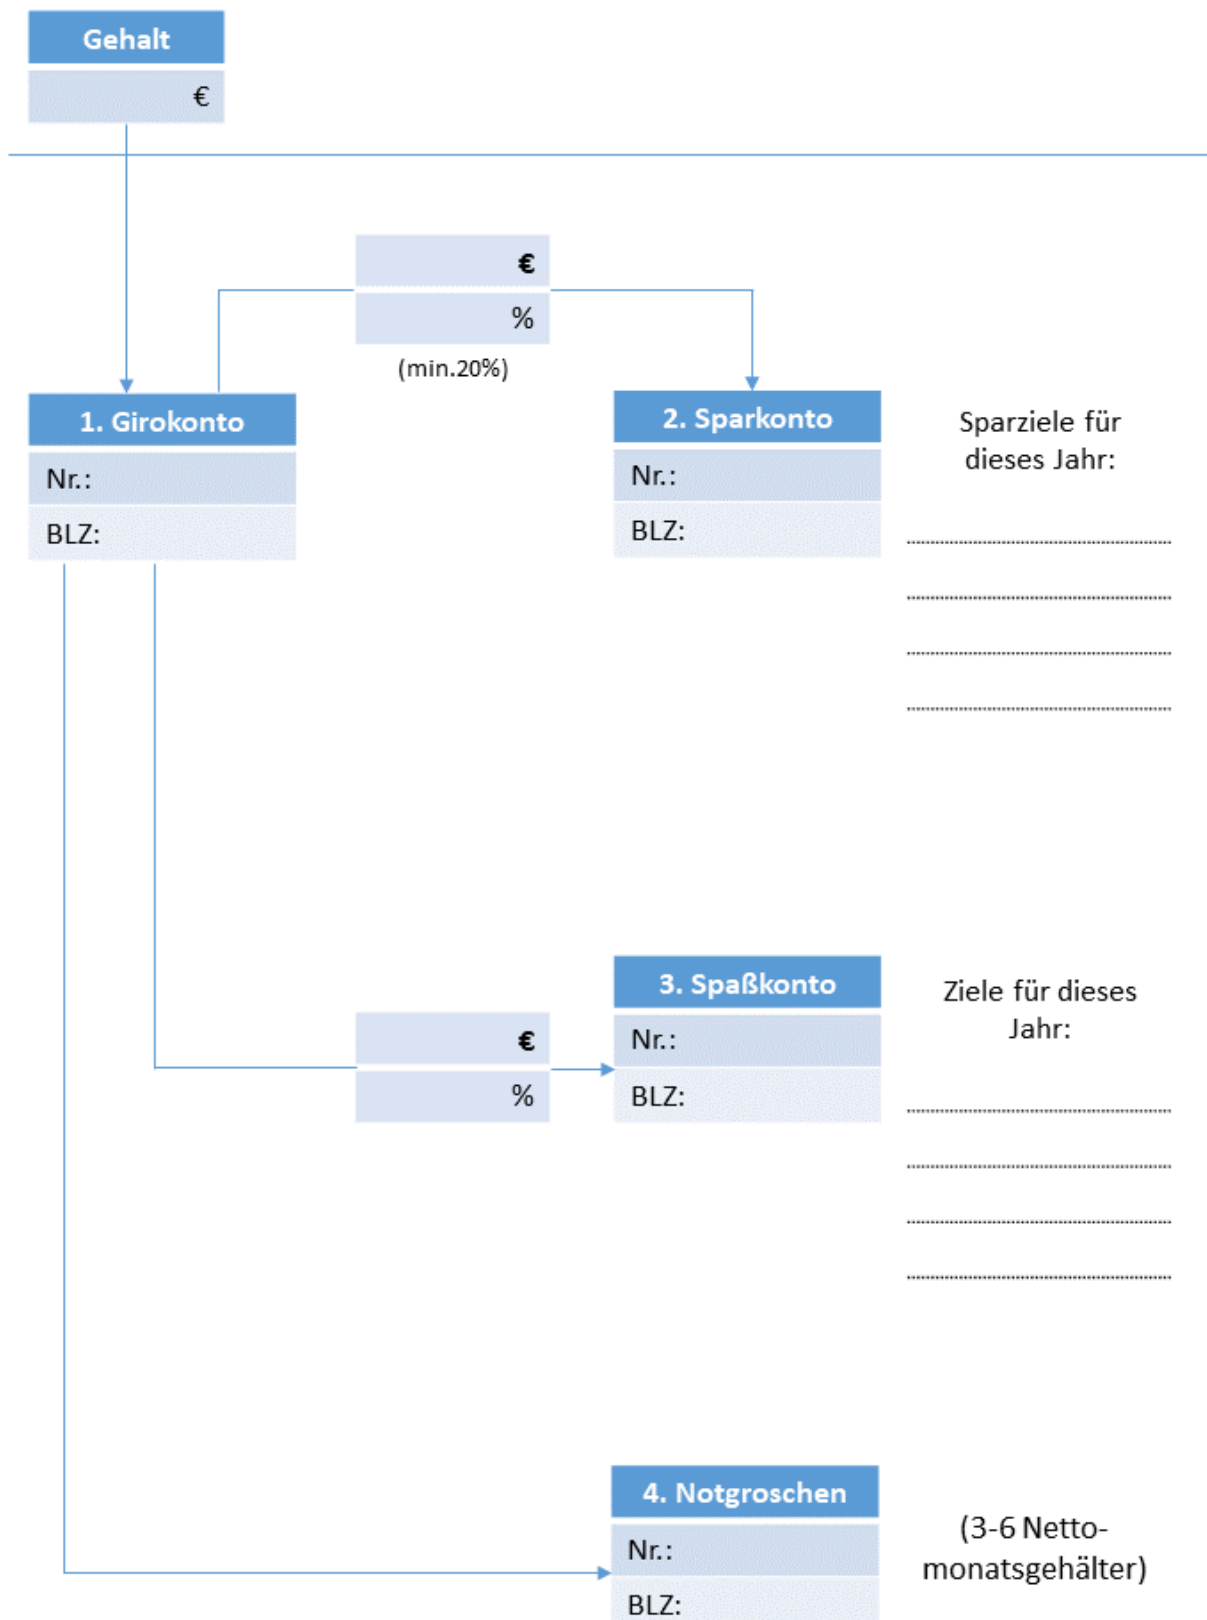 Gehalt
€
€
%
(min.20%)
1. Girokonto
Nr.:
BLZ:
2. Sparkonto
Nr.:
BLZ:
Sparziele für
dieses Jahr:
3. Spaßkonto
Nr.:
BLZ:
€
%
Ziele für dieses
Jahr:
4. Notgroschen
Nr.:
BLZ:
(3-6 Netto-
monatsgehälter)